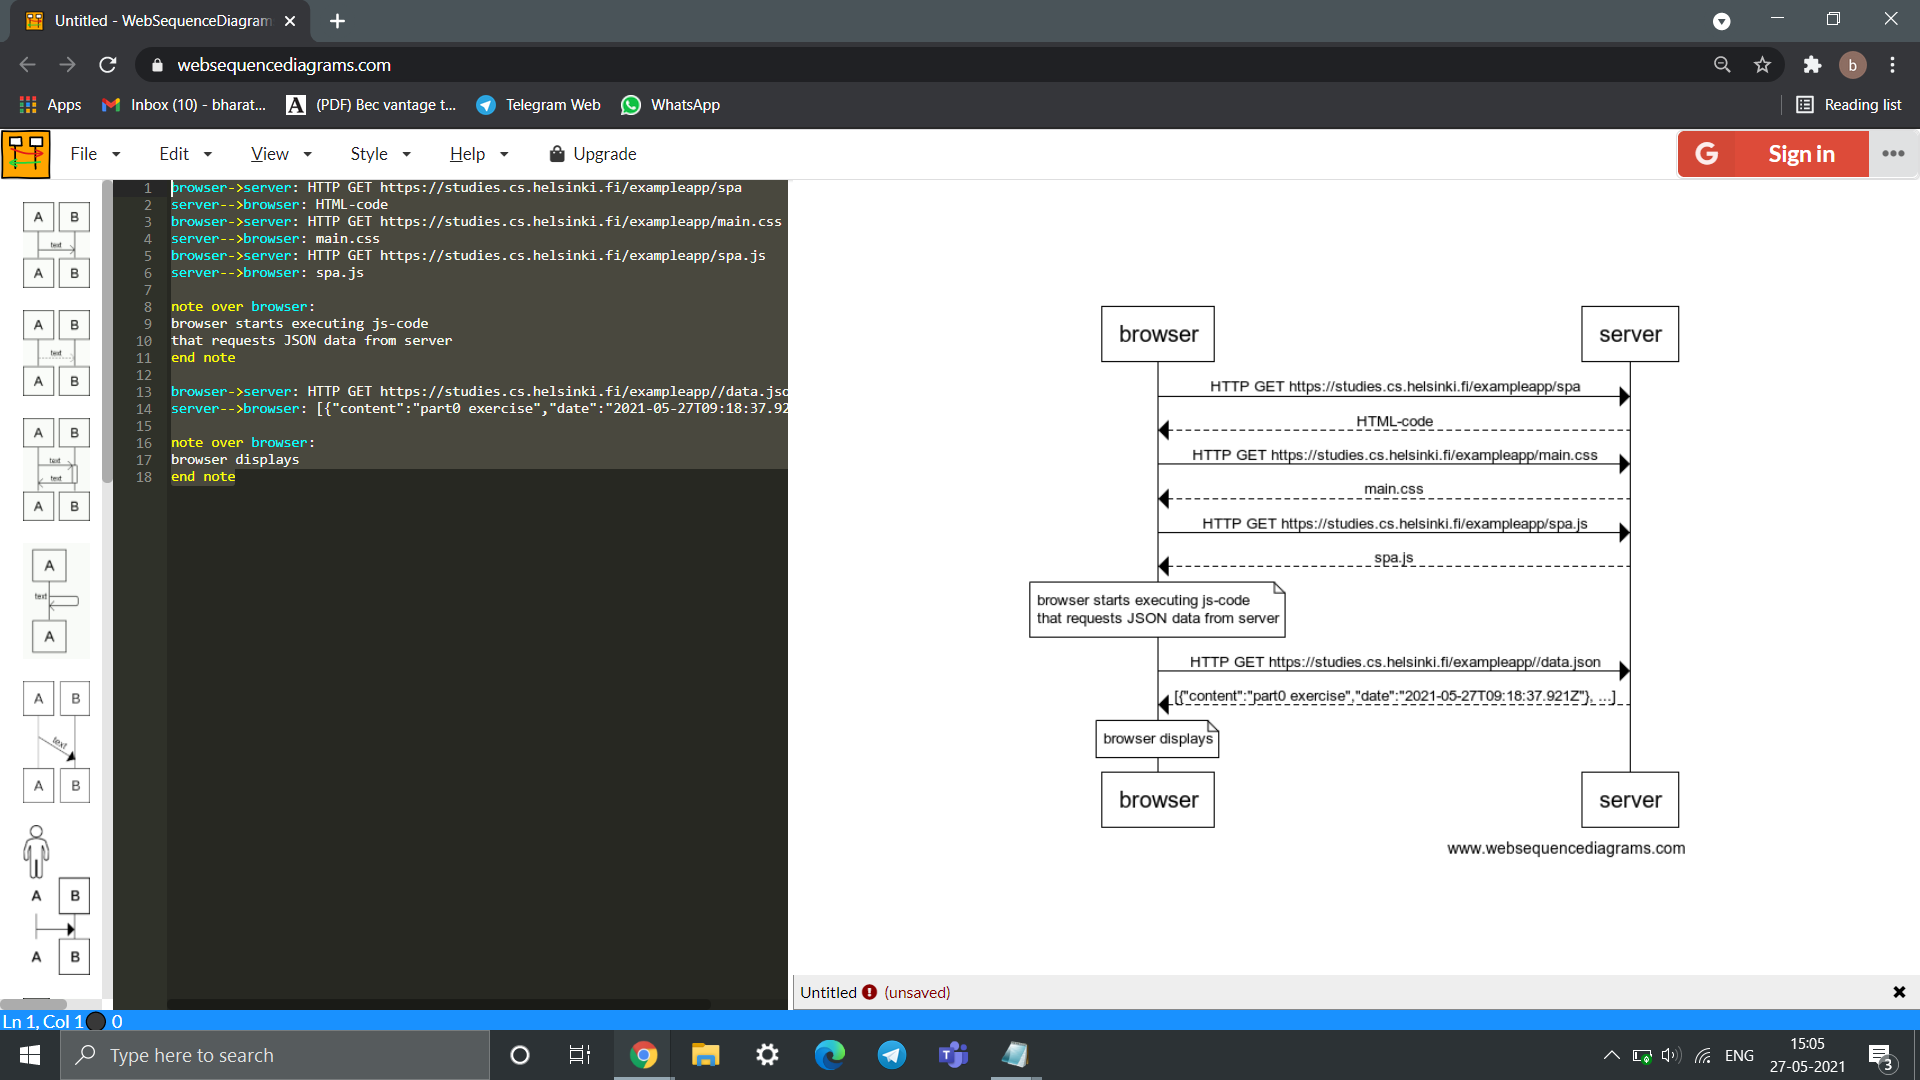 Untitled - WebSequenceDiagram
websequencediagrams.com
b
Apps
Inbox (10) - bharat...
(PDF) Bec vantage t...
Telegram Web
WhatsApp
Reading list
File
Edit
View
Style
Help
Upgrade
G Sign in
1 browser->server: HTTP GET https://studies.cs.helsinki.fi/exampleapp/spa
2 server-->browser: HTML-code
3 browser->server: HTTP GET https://studies.cs.helsinki.fi/exampleapp/main.css
4 server-->browser: main.css
5 browser->server: HTTP GET https://studies.cs.helsinki.fi/exampleapp/spa.js
6 server-->browser: spa.js
7
8 note over browser:
9 browser starts executing js-code
10 that requests JSON data from server
11 end note
12
13 browser->server: HTTP GET https://studies.cs.helsinki.fi/exampleapp//data.jso
14 server-->browser: [{"content":"part0 exercise","date":"2021-05-27T09:18:37.92
15
16 note over browser:
17 browser displays
18 end note
A B
text
A B
A B
text
A B
A B
text
text
A B
A
text
A
A B
text
A B
A B
A B
browser
server
HTTP GET https://studies.cs.helsinki.fi/exampleapp/spa
HTML-code
HTTP GET https://studies.cs.helsinki.fi/exampleapp/main.css
main.css
HTTP GET https://studies.cs.helsinki.fi/exampleapp/spa.js
spa.js
browser starts executing js-code
that requests JSON data from server
HTTP GET https://studies.cs.helsinki.fi/exampleapp//data.json
[{"content":"part0 exercise","date":"2021-05-27T09:18:37.921Z"}, ...]
browser displays
browser
server
www.websequencediagrams.com
Untitled (unsaved)
Ln 1, Col 1 0
Type here to search
ENG
15:05
27-05-2021
3